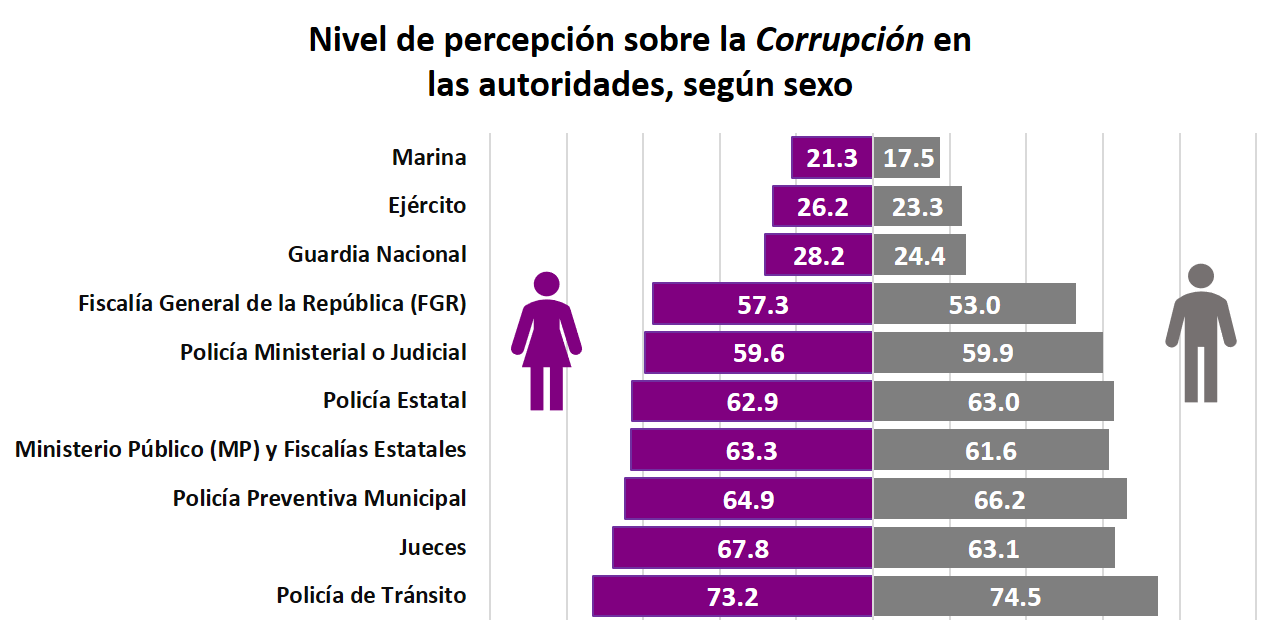 Nivel de percepción sobre la Corrupción en
las autoridades, según sexo
Marina 21.3 17.5
Ejército 26.2 23.3
Guardia Nacional 28.2 24.4
Fiscalía General de la República (FGR) 57.3 53.0
Policía Ministerial o Judicial 59.6 59.9
Policía Estatal 62.9 63.0
Ministerio Público (MP) y Fiscalías Estatales 63.3 61.6
Policía Preventiva Municipal 64.9 66.2
Jueces 67.8 63.1
Policía de Tránsito 73.2 74.5